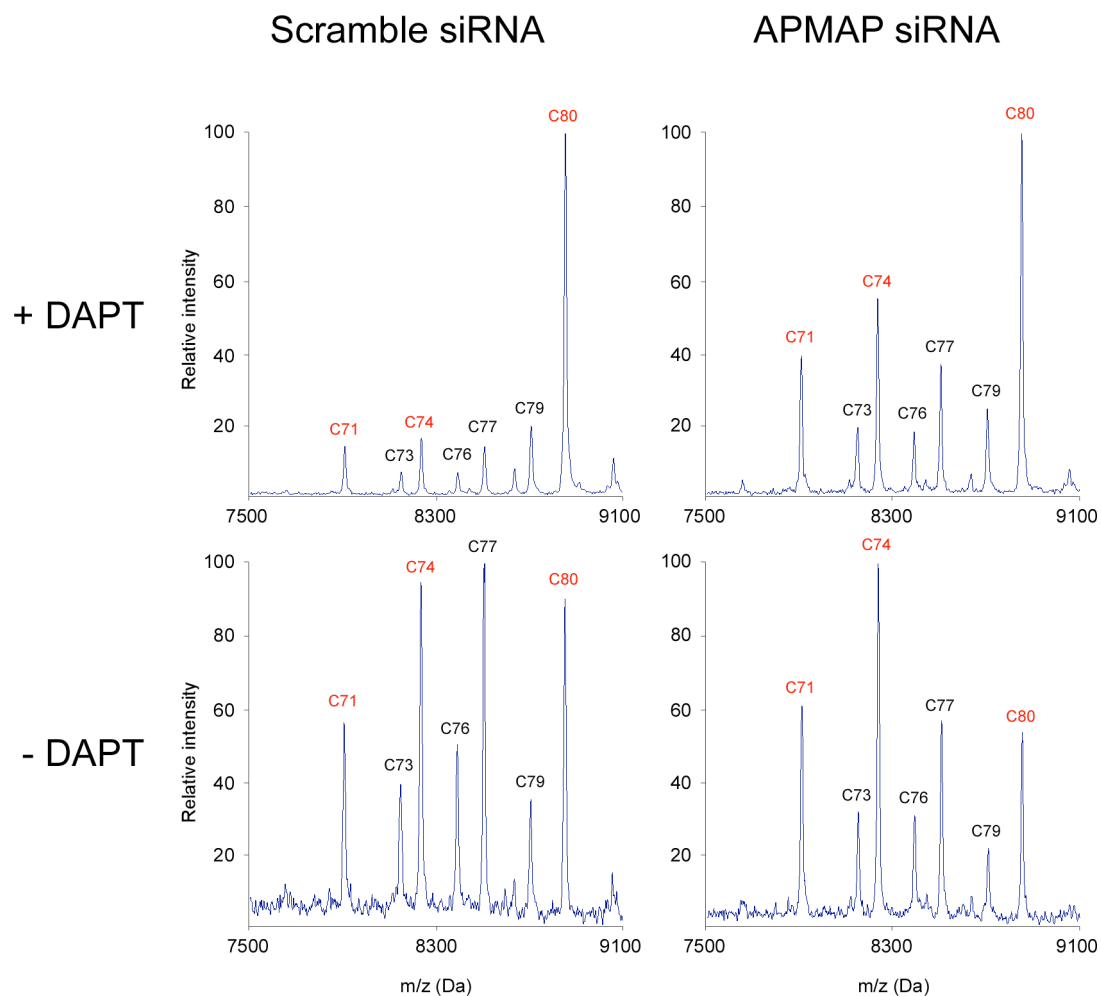 Scramble siRNA
APMAP siRNA
+ DAPT
Relative intensity
100
80
60
40
20
C71
C73
C74
C76
C77
C79
C80
7500
8300
9100
100
80
60
40
20
C71
C73
C74
C76
C77
C79
C80
7500
8300
9100
- DAPT
Relative intensity
100
80
60
40
20
C71
C73
C74
C76
C77
C79
C80
7500
8300
9100
m/z (Da)
100
80
60
40
20
C71
C73
C74
C76
C77
C79
C80
7500
8300
9100
m/z (Da)